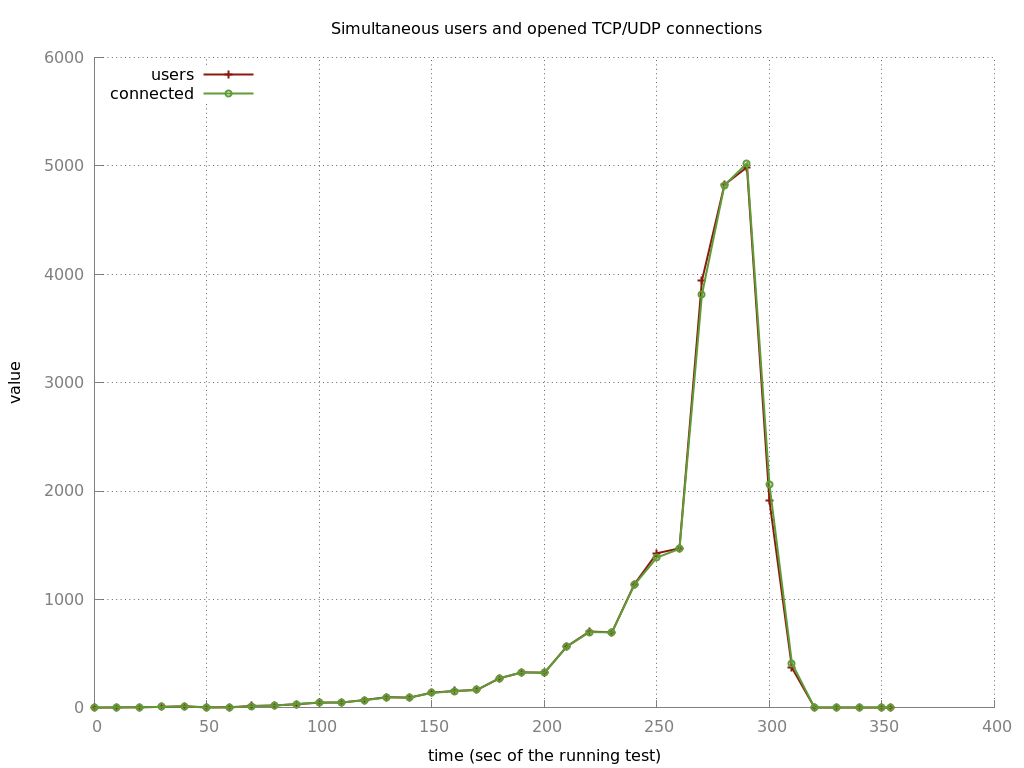 Simultaneous users and opened TCP/UDP connections
6000
users
connected
5000
4000
3000
value
2000
1000
0
0 50 100 150 200 250 300 350 400
time (sec of the running test)